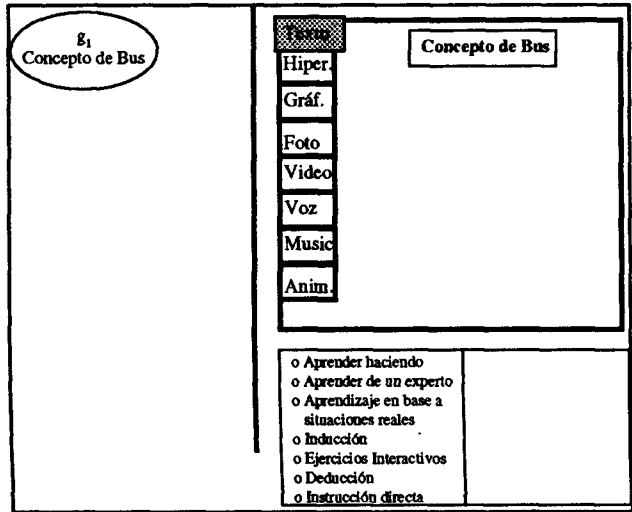 g1
Concepto de Bus
Texto
Concepto de Bus
Hiper.
Gráf.
Foto
Video
Voz
Music
Anim.
o Aprender haciendo
o Aprender de un experto
o Aprendizaje en base a
situaciones reales
o Inducción
o Ejercicios Interactivos
o Deducción
o Instrucción directa